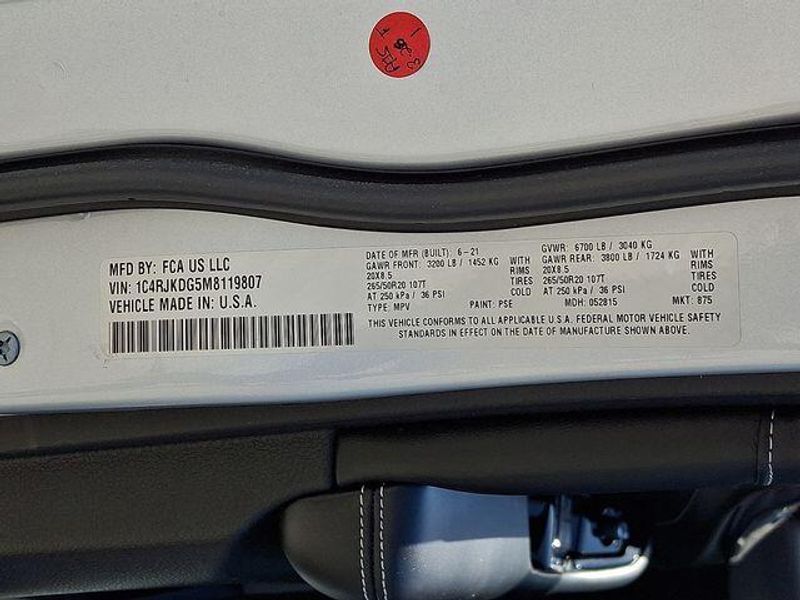 MFD BY: FCA US LLC
VIN: 1C4RJKDG5M8119807
VEHICLE MADE IN U.S.A.
DATE OF MFR (BUILT): 6-21
GAWR FRONT: 3200 LB / 1452 KG WITH
20X8.5 RIMS
265/50R20 107T TIRES
AT 250 kPa / 36 PSI COLD
GVWR: 6700 LB / 3040 KG
GAWR REAR: 3800 LB / 1724 KG WITH
20X8.5 RIMS
265/50R20 107T TIRES
AT 250 kPa / 36 PSI COLD
TYPE: MPV PAINT: PSE MDH: 052815 MKT: 875
THIS VEHICLE CONFORMS TO ALL APPLICABLE U.S.A. FEDERAL MOTOR VEHICLE SAFETY
STANDARDS IN EFFECT ON THE DATE OF MANUFACTURE SHOWN ABOVE.